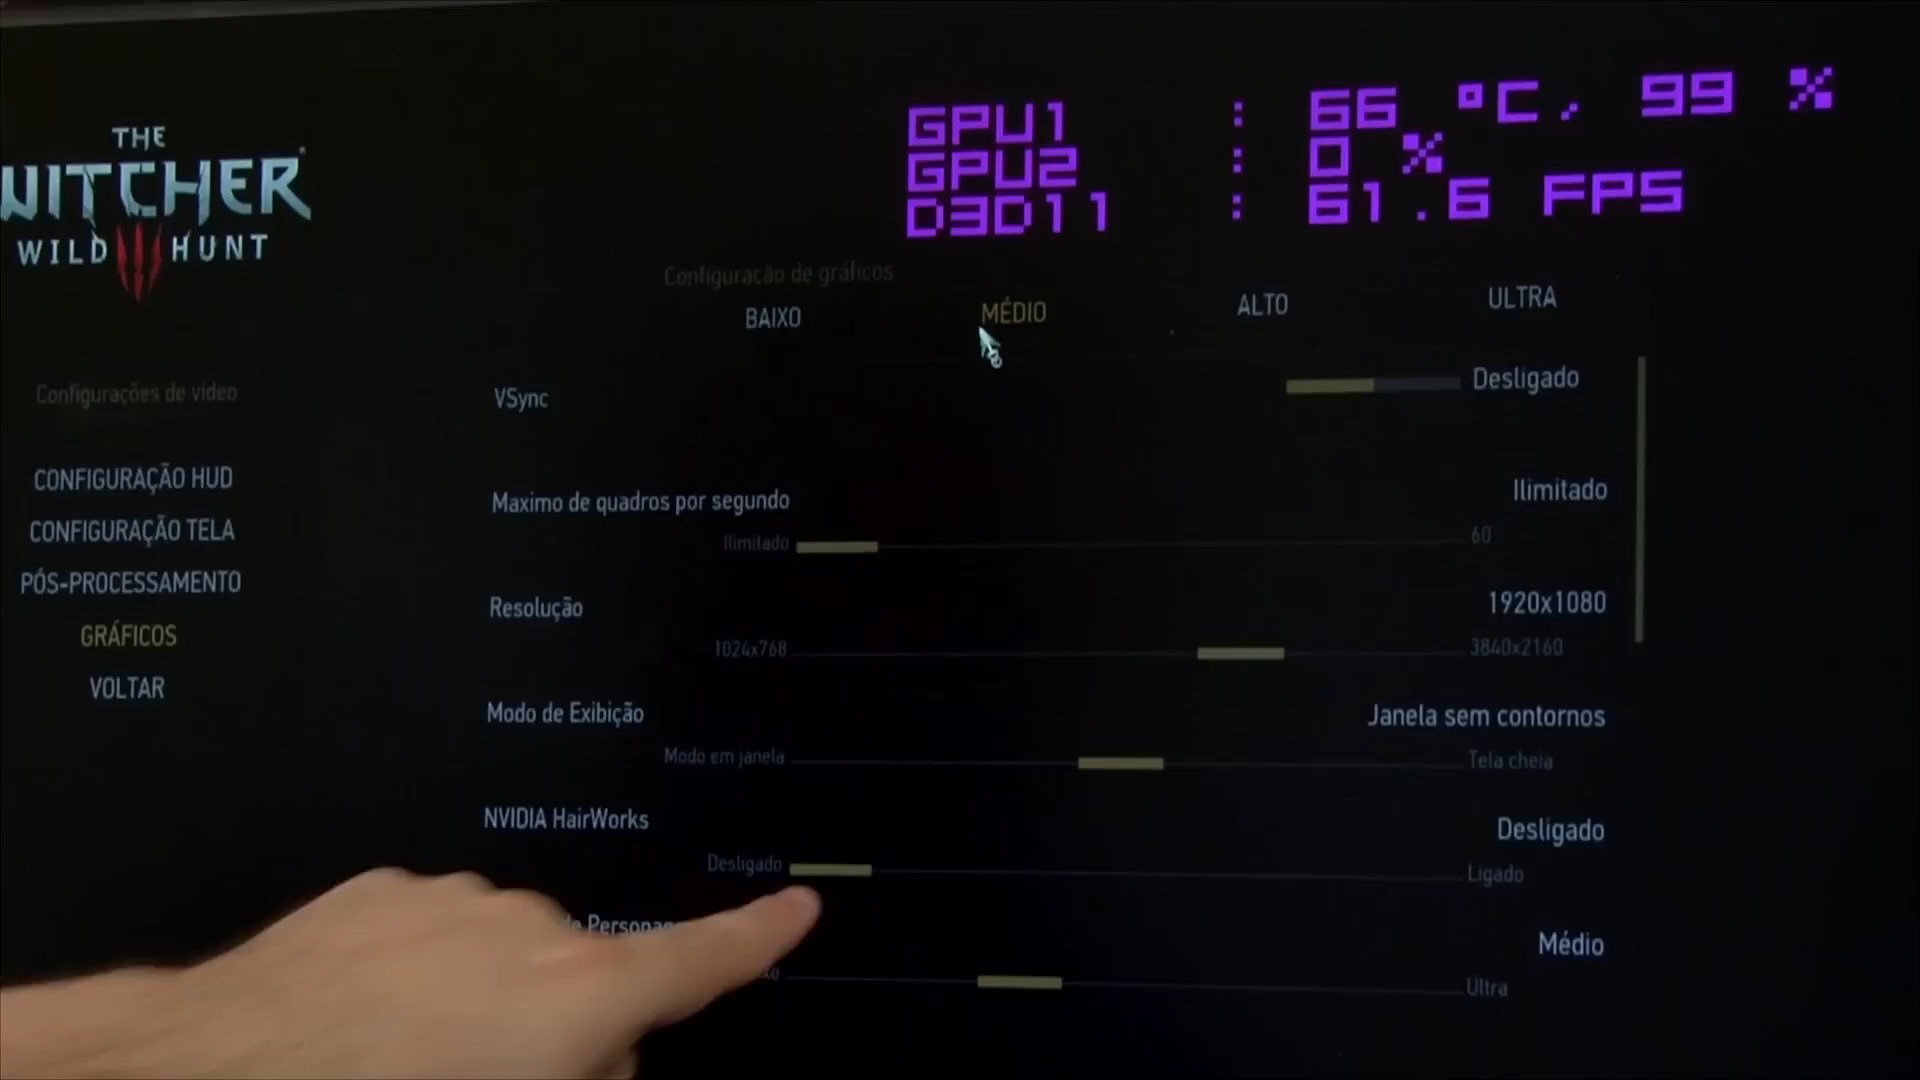 GPU1 : 66 °C, 99 %
GPU2 : 0 %
D3D11 : 61.6 FPS
THE
WITCHER
WILD HUNT
Configuração de gráficos
BAIXO MÉDIO ALTO ULTRA
Configurações de vídeo
CONFIGURAÇÃO HUD
CONFIGURAÇÃO TELA
PÓS-PROCESSAMENTO
GRÁFICOS
VOLTAR
VSync Desligado
Maximo de quadros por segundo Ilimitado
Ilimitado 60
Resolução 1920x1080
1024x768 3840x2160
Modo de Exibição Janela sem contornos
Modo em janela Tela cheia
NVIDIA HairWorks Desligado
Desligado Ligado
de Médio
Ultra